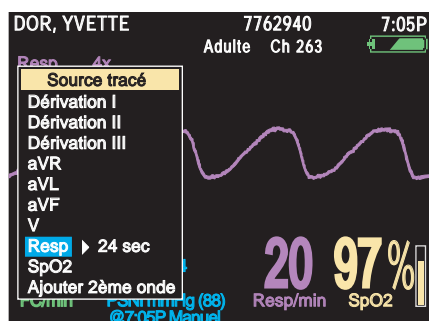 DOR, YVETTE 7762940 7:05P
Adulte Ch 263
Resp 4x
Source tracé
Dérivation I
Dérivation II
Dérivation III
aVR
aVL
aVF
V
Resp ▶ 24 sec
SpO2
Ajouter 2ème onde
20 97%
FC/min PSNI mmHg (88) Resp/min SpO2
@7:05P Manuel